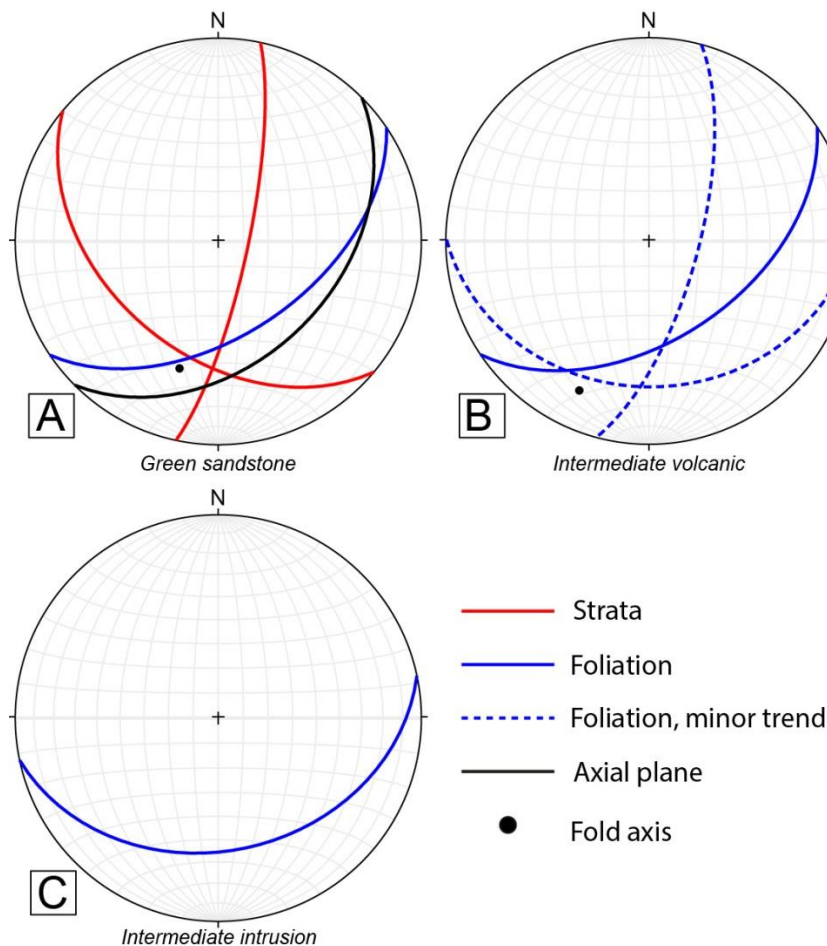 N
N
A
Green sandstone
B
Intermediate volcanic
N
C
Intermediate intrusion
Strata
Foliation
Foliation, minor trend
Axial plane
Fold axis